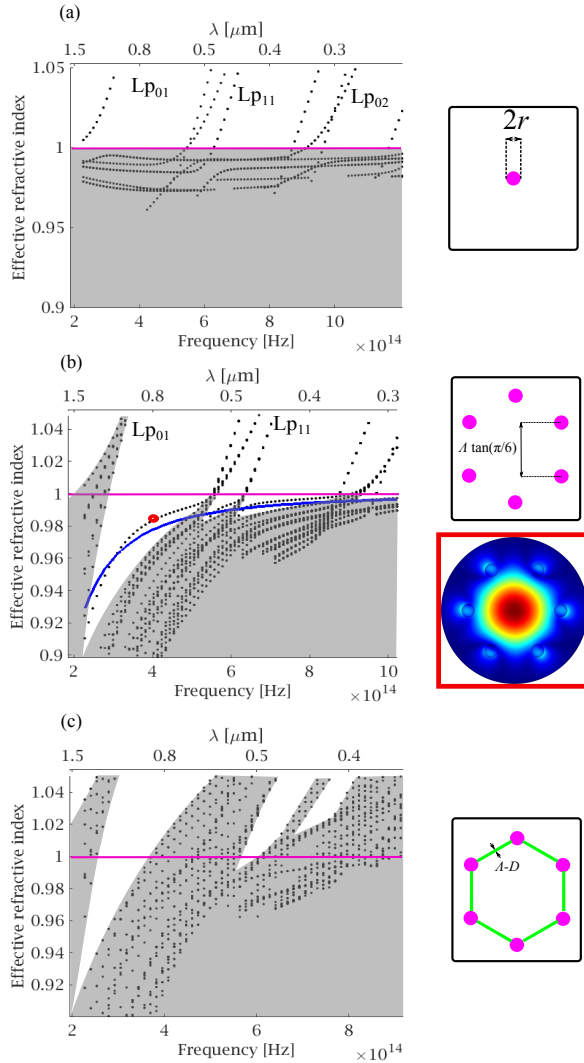 (a)
λ [μm]
1.5 0.8 0.5 0.3
1.05
Lp01
Lp11
Lp02
1
0.95
0.9
Effective refractive index
2 4 6 8 10
Frequency [Hz]
×10^14
2r
(b)
λ [μm]
1.5 0.8 0.5 0.4 0.3
1.04
Lp01
Lp11
1.02
1
0.98
0.96
0.94
0.92
0.9
Effective refractive index
2 4 6 8 10
Frequency [Hz]
×10^14
Λ tan(π/6)
(c)
λ [μm]
1.5 0.8 0.5 0.4
1.04
1.02
1
0.98
0.96
0.94
0.92
Effective refractive index
2 4 6 8
Frequency [Hz]
×10^14
Λ-D